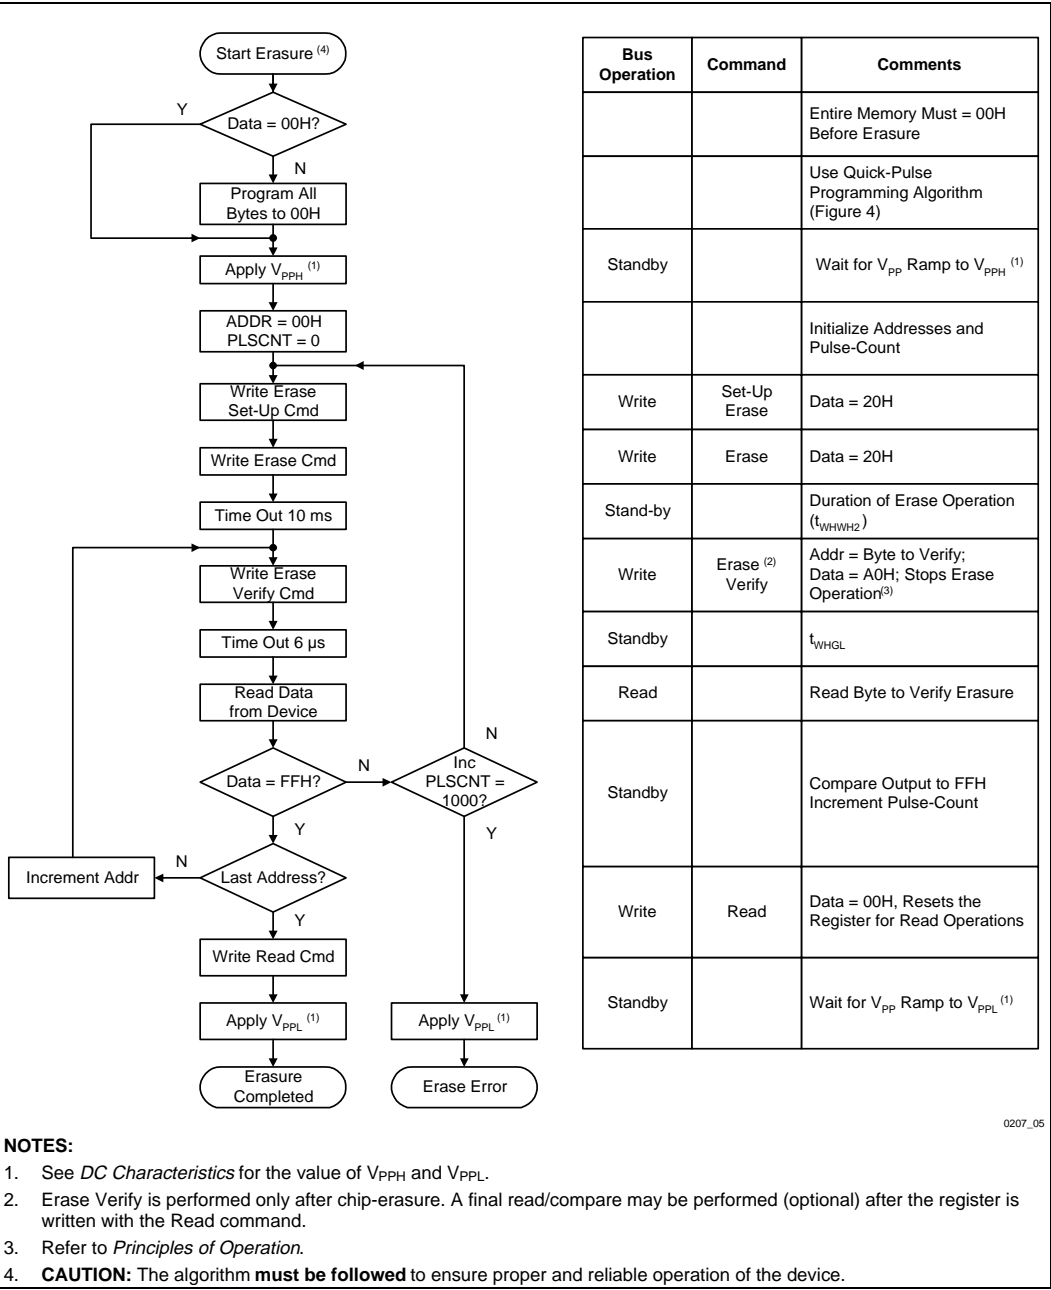 Start Erasure (4)
Y
Data = 00H?
N
Program All
Bytes to 00H
Apply VPPH (1)
ADDR = 00H
PLSCNT = 0
Write Erase
Set-Up Cmd
Write Erase Cmd
Time Out 10 ms
Write Erase
Verify Cmd
Time Out 6 µs
Read Data
from Device
Data = FFH?
N
Inc
PLSCNT =
1000?
N
Y
Y
Last Address?
N
Increment Addr
Y
Write Read Cmd
Apply VPPL (1)
Apply VPPL (1)
Erasure
Completed
Erase Error
Bus
Operation
Command
Comments
Entire Memory Must = 00H
Before Erasure
Use Quick-Pulse
Programming Algorithm
(Figure 4)
Standby
Wait for VPP Ramp to VPPH (1)
Initialize Addresses and
Pulse-Count
Write
Set-Up
Erase
Data = 20H
Write
Erase
Data = 20H
Stand-by
Duration of Erase Operation
(tWHWH2)
Write
Erase (2)
Verify
Addr = Byte to Verify;
Data = A0H; Stops Erase
Operation(3)
Standby
tWHGL
Read
Read Byte to Verify Erasure
Standby
Compare Output to FFH
Increment Pulse-Count
Write
Read
Data = 00H, Resets the
Register for Read Operations
Standby
Wait for VPP Ramp to VPPL (1)
0207_05
NOTES:
1. See DC Characteristics for the value of VPPH and VPPL.
2. Erase Verify is performed only after chip-erasure. A final read/compare may be performed (optional) after the register is
written with the Read command.
3. Refer to Principles of Operation.
4. CAUTION: The algorithm must be followed to ensure proper and reliable operation of the device.